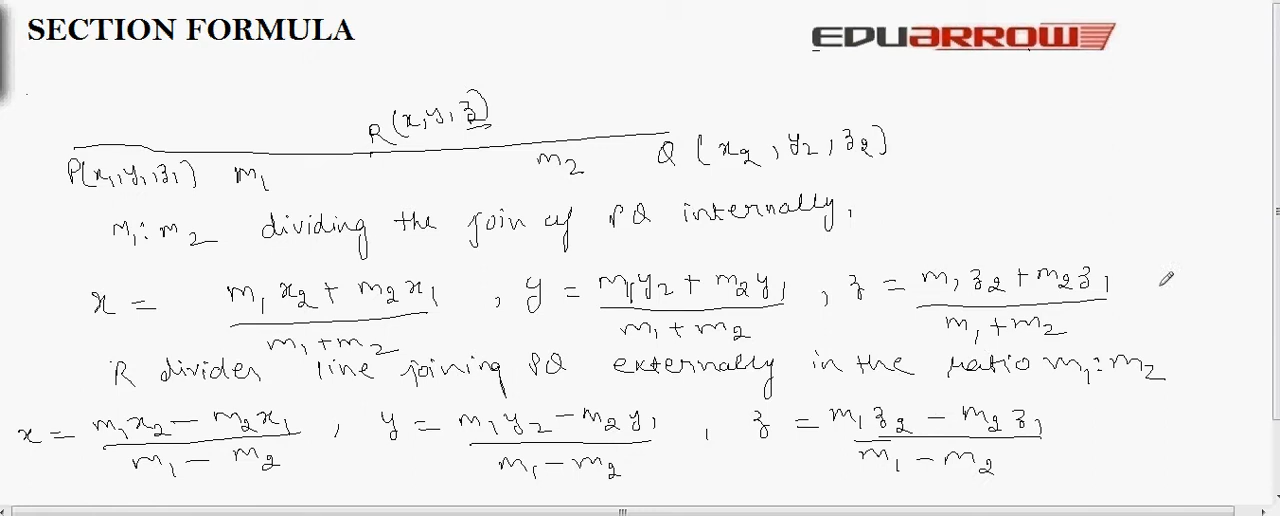 SECTION FORMULA
EDUARROW
R(x,y,z)
P(x₁,y₁,z₁) m₁ m₂ Q (x₂, y₂, z₂)
m₁:m₂ dividing the join of PQ internally,
x = (m₁x₂ + m₂x₁)/(m₁+m₂), y = (m₁y₂ + m₂y₁)/(m₁+m₂), z = (m₁z₂ + m₂z₁)/(m₁+m₂)
R divides line joining PQ externally in the ratio m₁:m₂
x = (m₁x₂ − m₂x₁)/(m₁ − m₂), y = (m₁y₂ − m₂y₁)/(m₁ − m₂), z = (m₁z₂ − m₂z₁)/(m₁ − m₂)